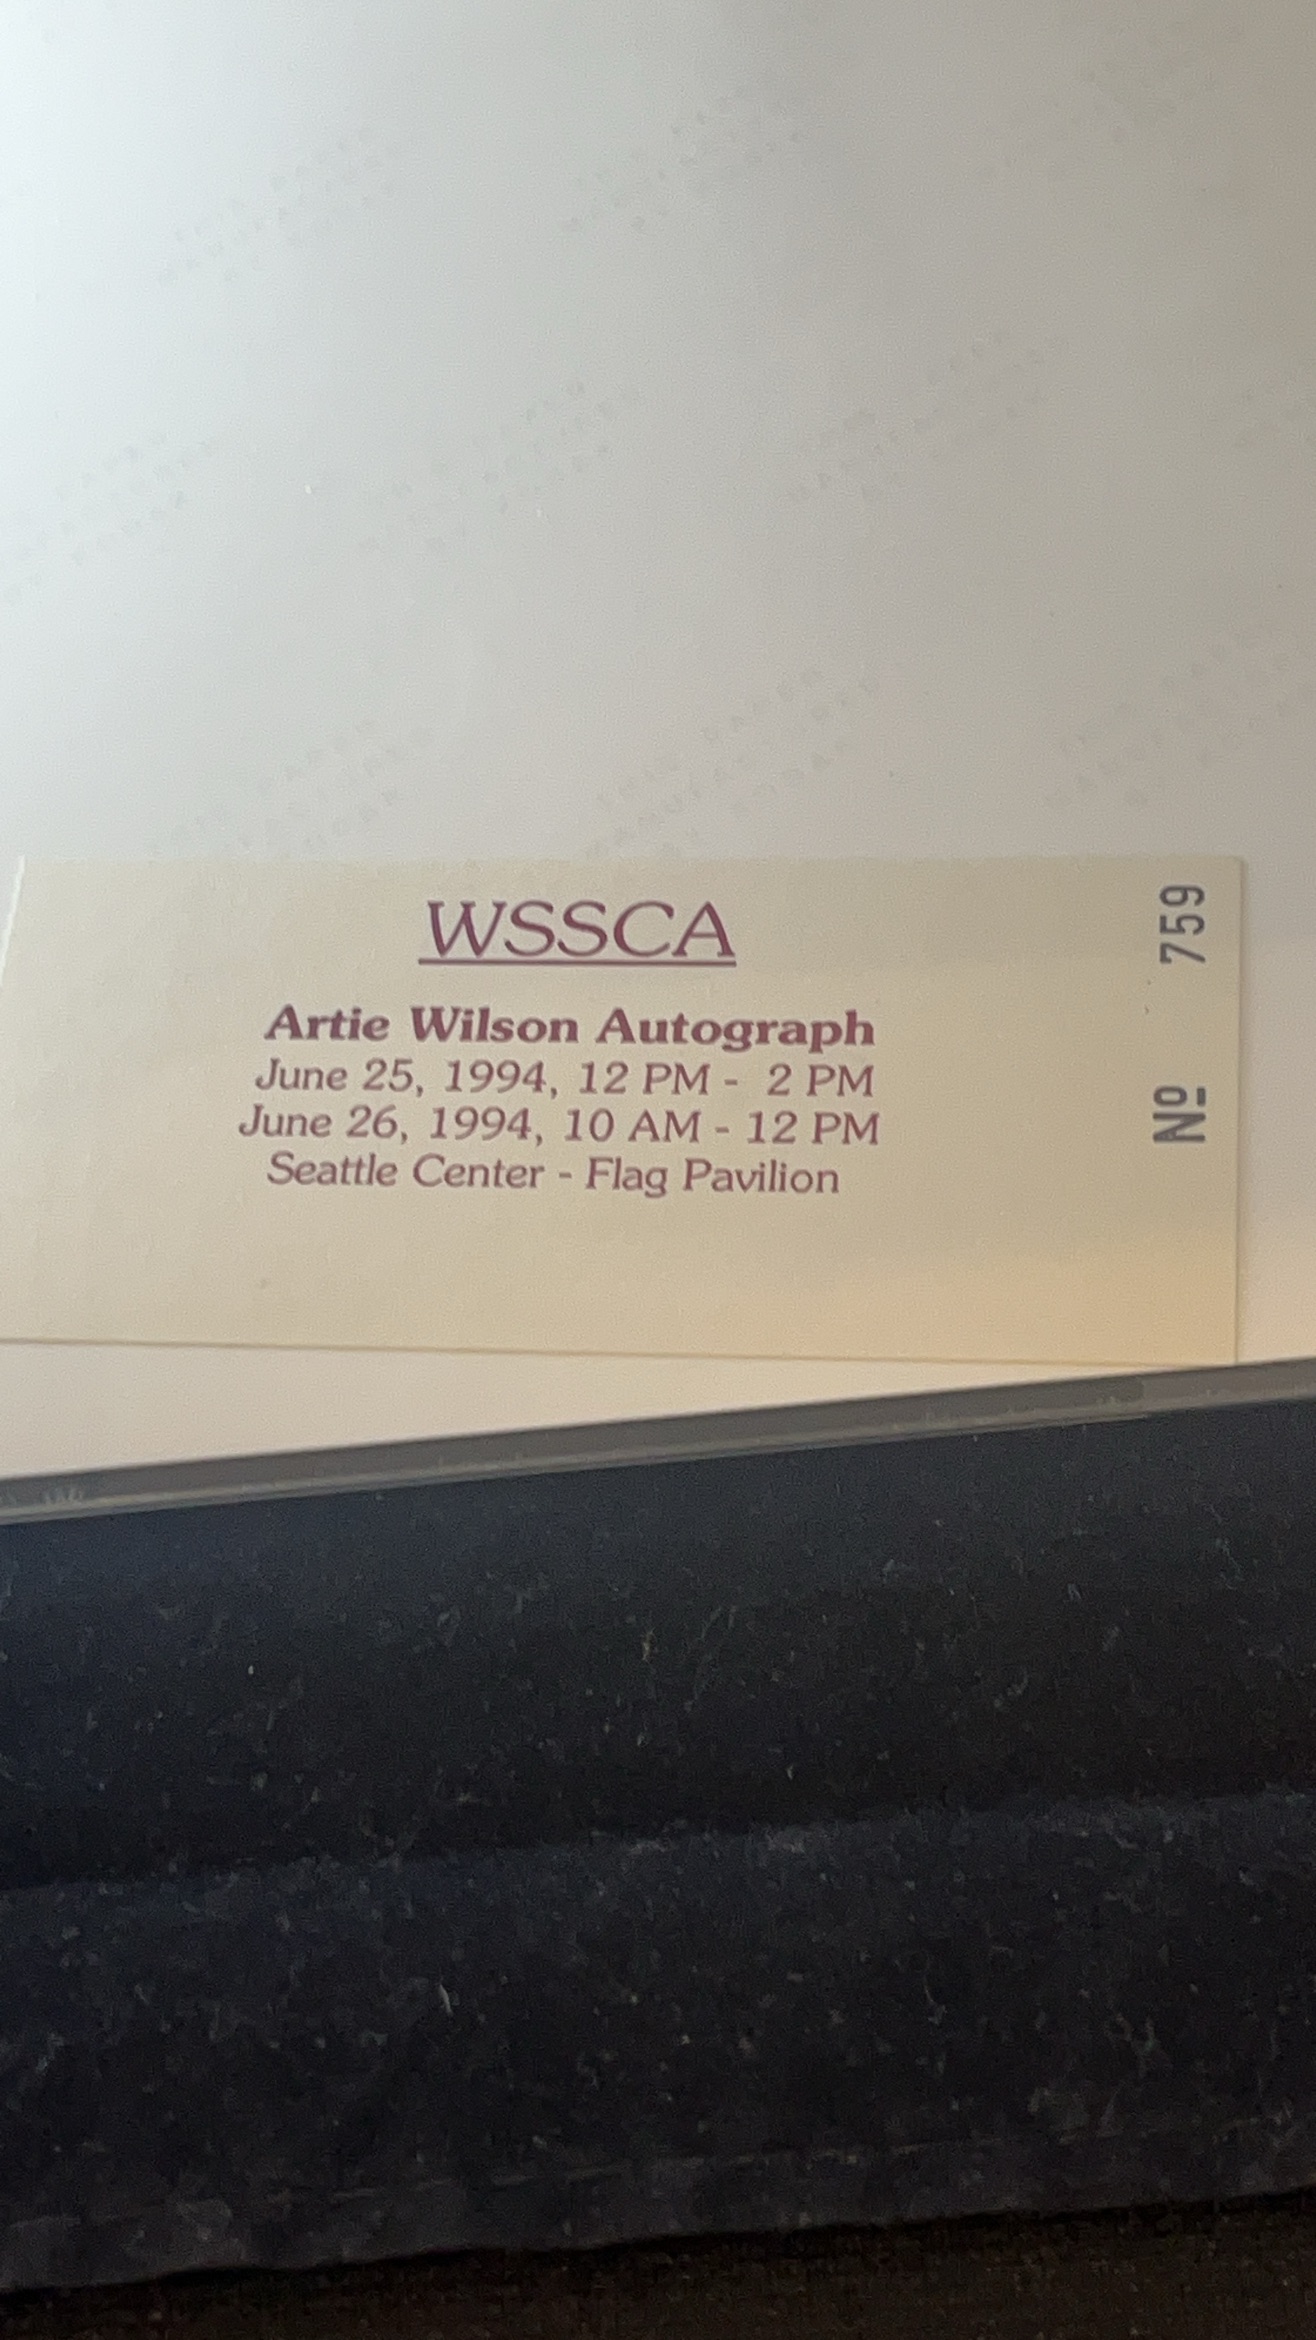 WSSCA
Artie Wilson Autograph
June 25, 1994, 12 PM - 2 PM
June 26, 1994, 10 AM - 12 PM
Seattle Center - Flag Pavilion
Nº 759